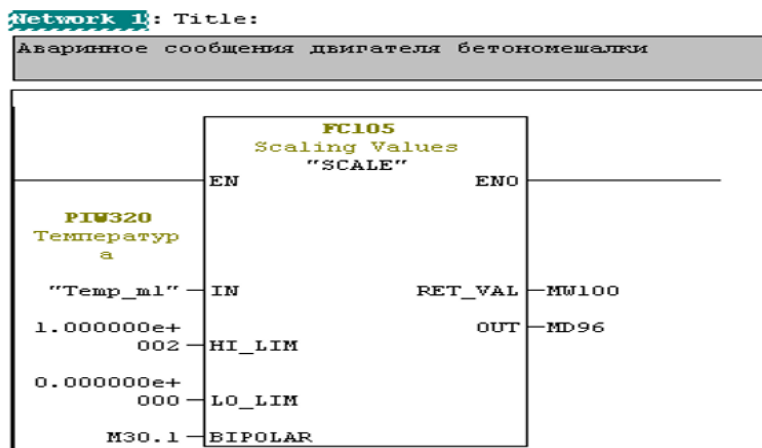 Network 1: Title:
Аваринное сообщения двигателя бетономешалки
FC105
Scaling Values
"SCALE"
EN ENO
PIW320
Температур
а
"Temp_m1" IN RET_VAL MW100
1.000000e+
002 HI_LIM OUT MD96
0.000000e+
000 LO_LIM
M30.1 BIPOLAR